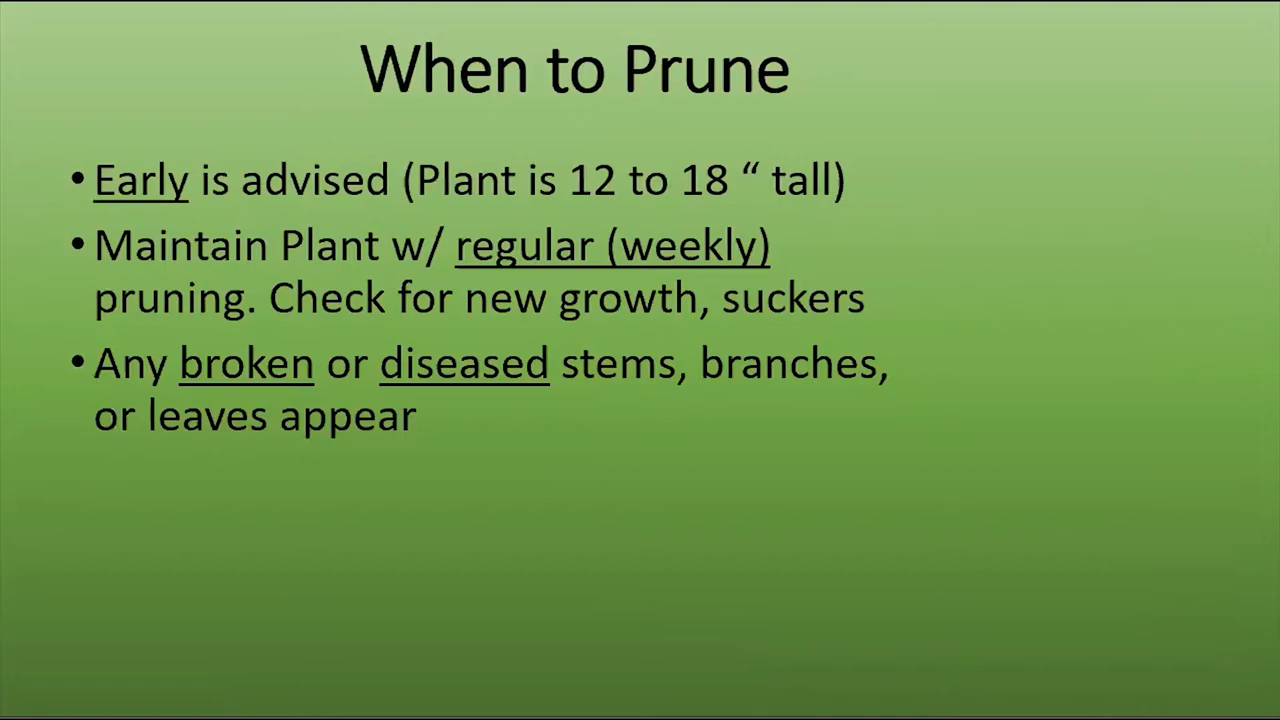 When to Prune
• Early is advised (Plant is 12 to 18 “ tall)
• Maintain Plant w/ regular (weekly)
pruning. Check for new growth, suckers
• Any broken or diseased stems, branches,
or leaves appear